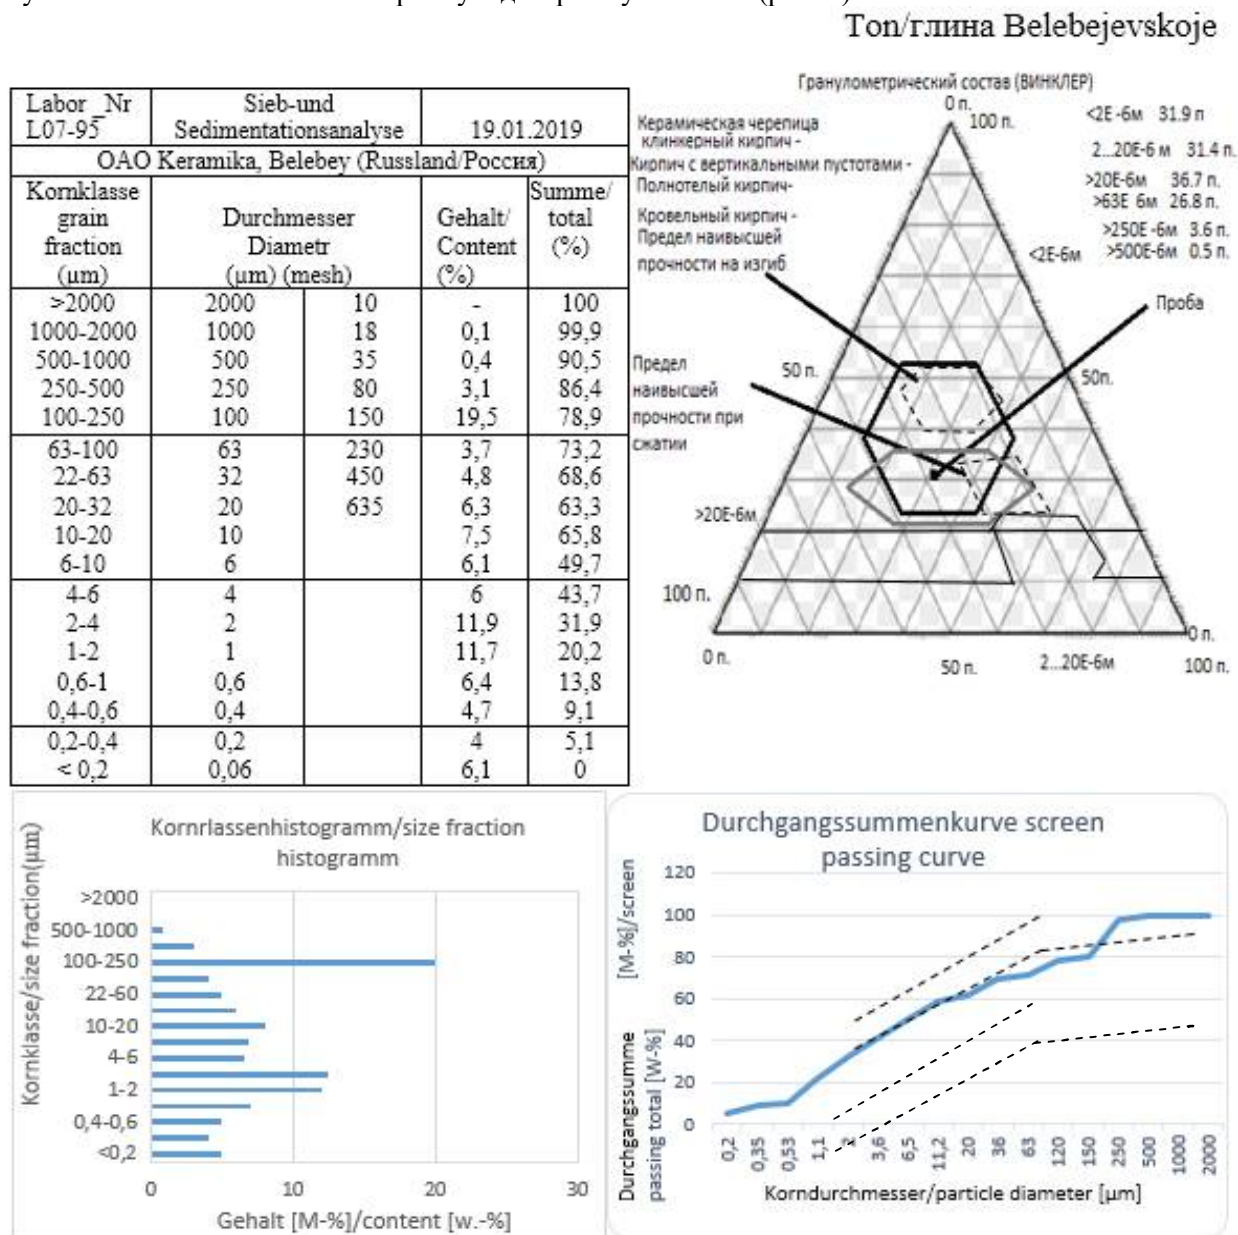 Ton/глина Belebejevskoje
Labor _Nr L07-95 Sieb-und Sedimentationsanalyse 19.01.2019
ОАО Keramika, Belebey (Russland/Россия)
Kornklasse grain fraction (µm) Durchmesser Diametr (µm) (mesh) Gehalt/ Content (%) Summe/ total (%)
>2000 2000 10 - 100
1000-2000 1000 18 0,1 99,9
500-1000 500 35 0,4 90,5
250-500 250 80 3,1 86,4
100-250 100 150 19,5 78,9
63-100 63 230 3,7 73,2
22-63 32 450 4,8 68,6
20-32 20 635 6,3 63,3
10-20 10 7,5 65,8
6-10 6 6,1 49,7
4-6 4 6 43,7
2-4 2 11,9 31,9
1-2 1 11,7 20,2
0,6-1 0,6 6,4 13,8
0,4-0,6 0,4 4,7 9,1
0,2-0,4 0,2 4 5,1
< 0,2 0,06 6,1 0
Гранулометрический состав (ВИНКЛЕР)
0 п.
100 п.
<2E -6м 31.9 п
2...20E-6 м 31.4 п.
>20E-6м 36.7 п.
>63E 6м 26.8 п.
>250E -6м 3.6 п.
>500E-6м 0.5 п.
Керамическая черепица
клинкерный кирпич -
Кирпич с вертикальными пустотами -
Полнотелый кирпич-
Кровельный кирпич -
Предел наивысшей
прочности на изгиб
<2E-6м
Проба
Предел
наивысшей
прочности при
сжатии
50 п.
50п.
>20E-6м
100 п.
0 п.
0 п.
50 п.
2...20E-6м
100 п.
Kornrlassenhistogramm/size fraction
histogramm
Kornklasse/size fraction(µm)
>2000
500-1000
100-250
22-60
10-20
4-6
1-2
0,4-0,6
<0,2
0 10 20 30
Gehalt [M-%]/content [w.-%]
Durchgangssummenkurve screen
passing curve
Durchgangssumme [M-%]/screen
passing total [W-%]
120
100
80
60
40
20
0
0,2 0,35 0,53 1,1 2 3,6 6,5 11,2 20 36 63 120 150 250 500 1000 2000
Korndurchmesser/particle diameter [µm]